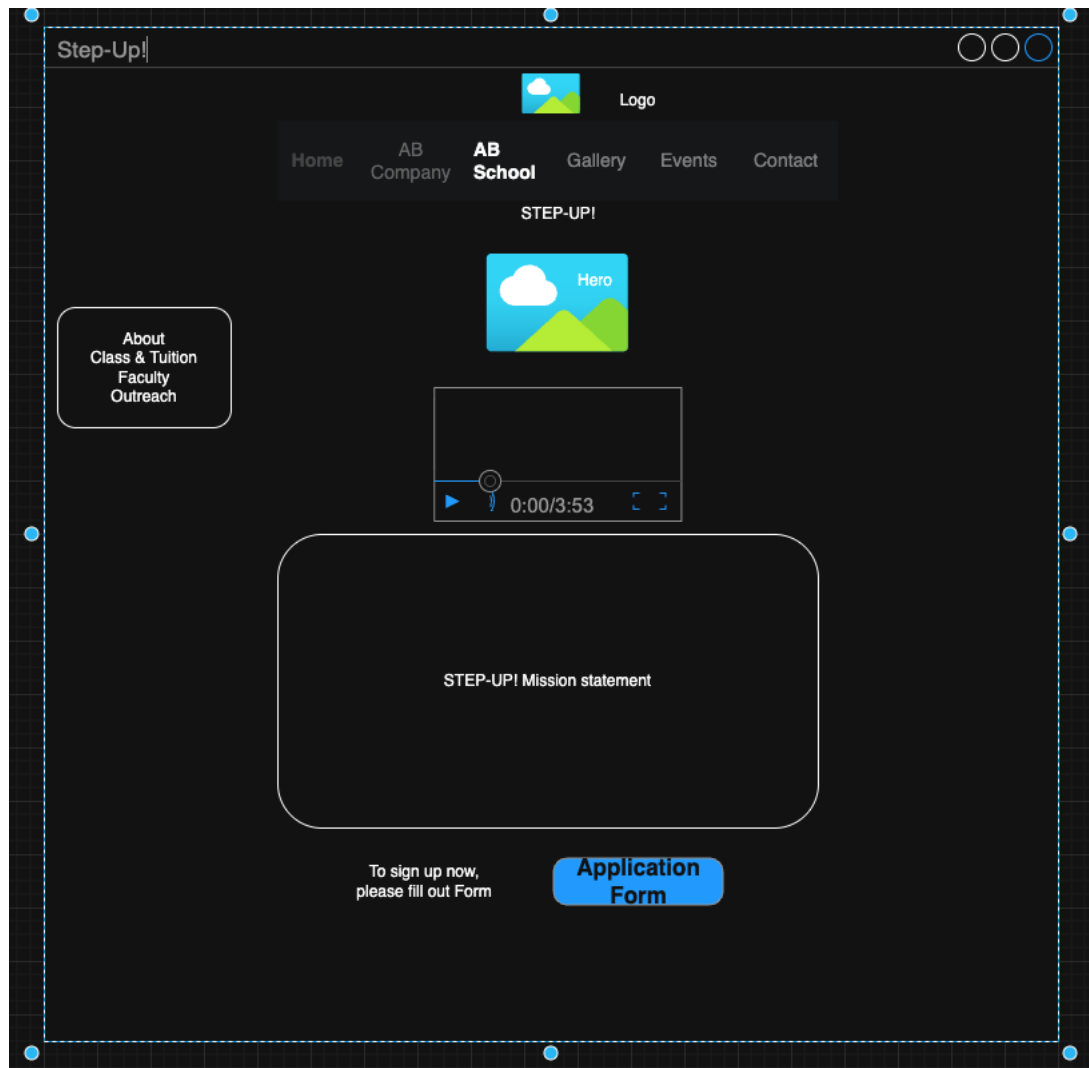 Step-Up!
Logo
Home
AB
Company
AB
School
Gallery
Events
Contact
STEP-UP!
Hero
About
Class & Tuition
Faculty
Outreach
0:00/3:53
STEP-UP! Mission statement
To sign up now,
please fill out Form
Application
Form